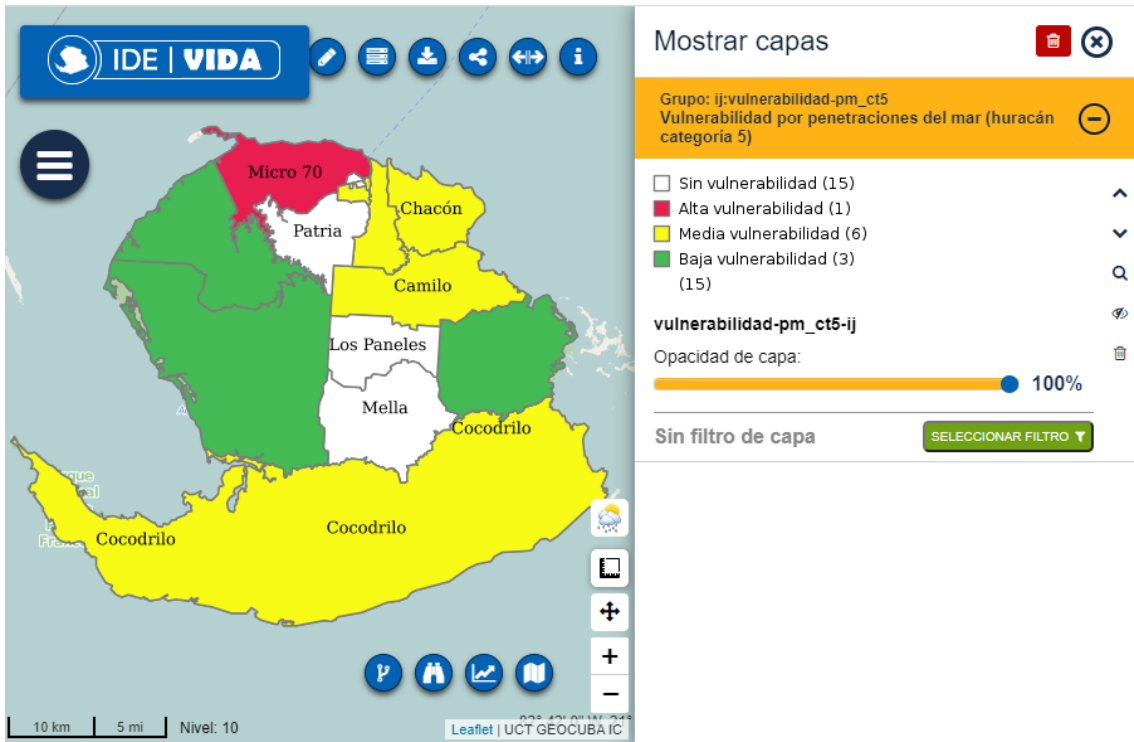 IDE | VIDA
Micro 70
Chacón
Patria
Camilo
Los Paneles
Mella
Cocodrilo
Cocodrilo
Cocodrilo
10 km
5 mi
Nivel: 10
Leaflet | UCT GEOCUBA IC
Mostrar capas
Grupo: ij:vulnerabilidad-pm_ct5
Vulnerabilidad por penetraciones del mar (huracán
categoría 5)
Sin vulnerabilidad (15)
Alta vulnerabilidad (1)
Media vulnerabilidad (6)
Baja vulnerabilidad (3)
(15)
vulnerabilidad-pm_ct5-ij
Opacidad de capa:
100%
Sin filtro de capa
SELECCIONAR FILTRO